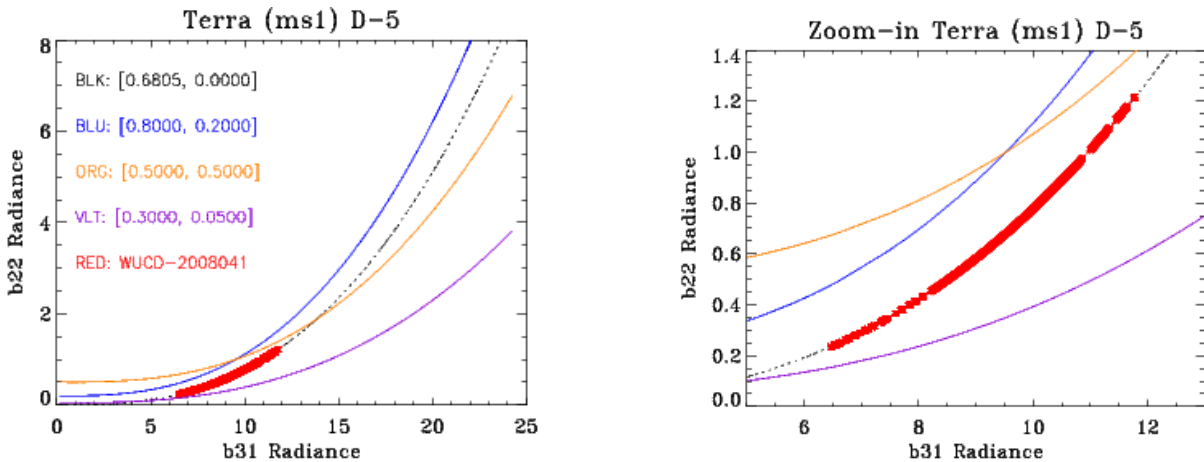 Terra (ms1) D-5
8
6
4
2
0
b22 Radiance
BLK: [0.6805, 0.0000]
BLU: [0.8000, 0.2000]
ORG: [0.5000, 0.5000]
VLT: [0.3000, 0.0500]
RED: WUCD-2008041
0 5 10 15 20 25
b31 Radiance
Zoom-in Terra (ms1) D-5
1.4
1.2
1.0
0.8
0.6
0.4
0.2
0.0
b22 Radiance
6 8 10 12
b31 Radiance